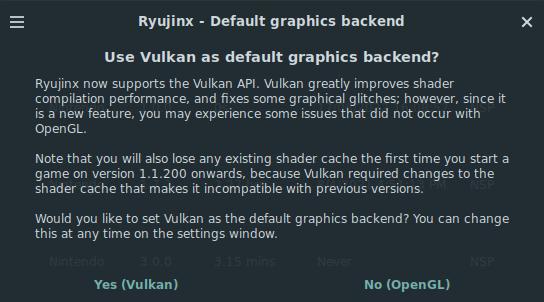 Ryujinx - Default graphics backend
Use Vulkan as default graphics backend?
Ryujinx now supports the Vulkan API. Vulkan greatly improves shader
compilation performance, and fixes some graphical glitches; however, since it
is a new feature, you may experience some issues that did not occur with
OpenGL.
Note that you will also lose any existing shader cache the first time you start a
game on version 1.1.200 onwards, because Vulkan required changes to the
shader cache that makes it incompatible with previous versions.
Would you like to set Vulkan as the default graphics backend? You can change
this at any time on the settings window.
Nintendo 3.0.0 3.15 mins Never NSP
Yes (Vulkan) No (OpenGL)